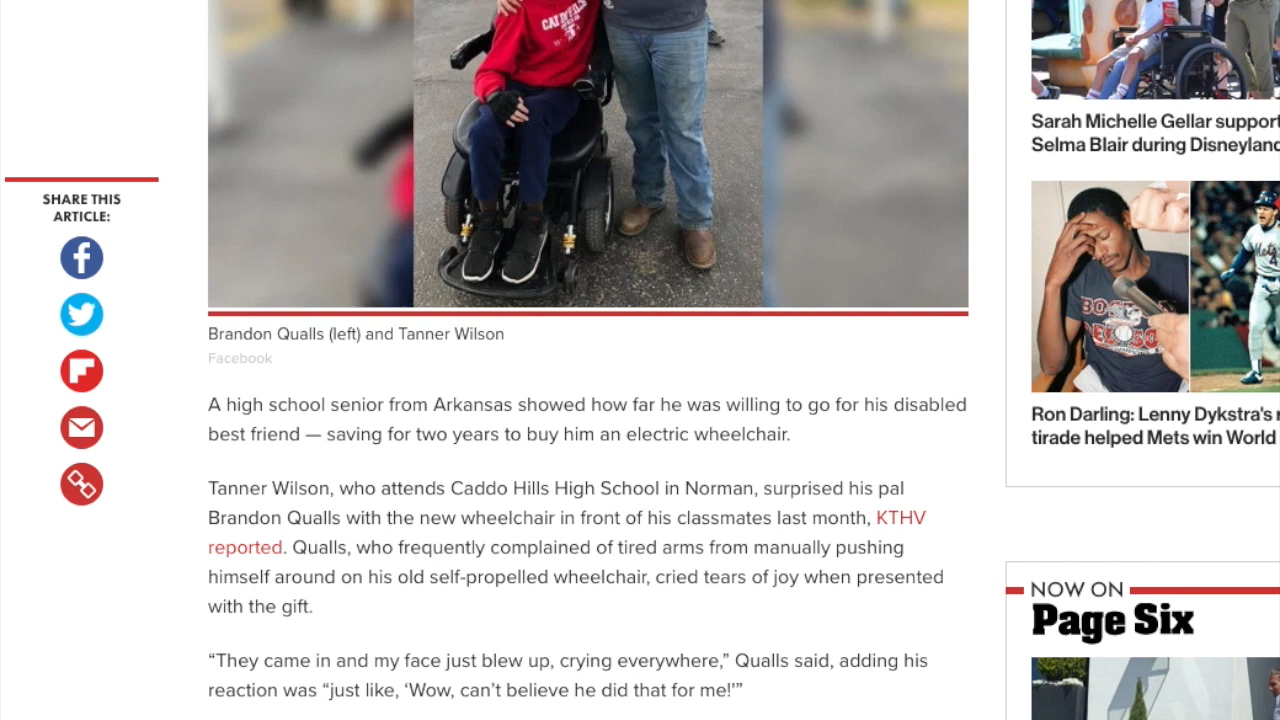 CARDINALS
SHARE THIS
ARTICLE:
Brandon Qualls (left) and Tanner Wilson
Facebook
A high school senior from Arkansas showed how far he was willing to go for his disabled
best friend — saving for two years to buy him an electric wheelchair.
Tanner Wilson, who attends Caddo Hills High School in Norman, surprised his pal
Brandon Qualls with the new wheelchair in front of his classmates last month, KTHV
reported. Qualls, who frequently complained of tired arms from manually pushing
himself around on his old self-propelled wheelchair, cried tears of joy when presented
with the gift.
“They came in and my face just blew up, crying everywhere,” Qualls said, adding his
reaction was “just like, ‘Wow, can’t believe he did that for me!’”
Sarah Michelle Gellar support
Selma Blair during Disneyland
BOSTON
RED SOX
Mets
4
Ron Darling: Lenny Dykstra's r
tirade helped Mets win World
NOW ON
Page Six